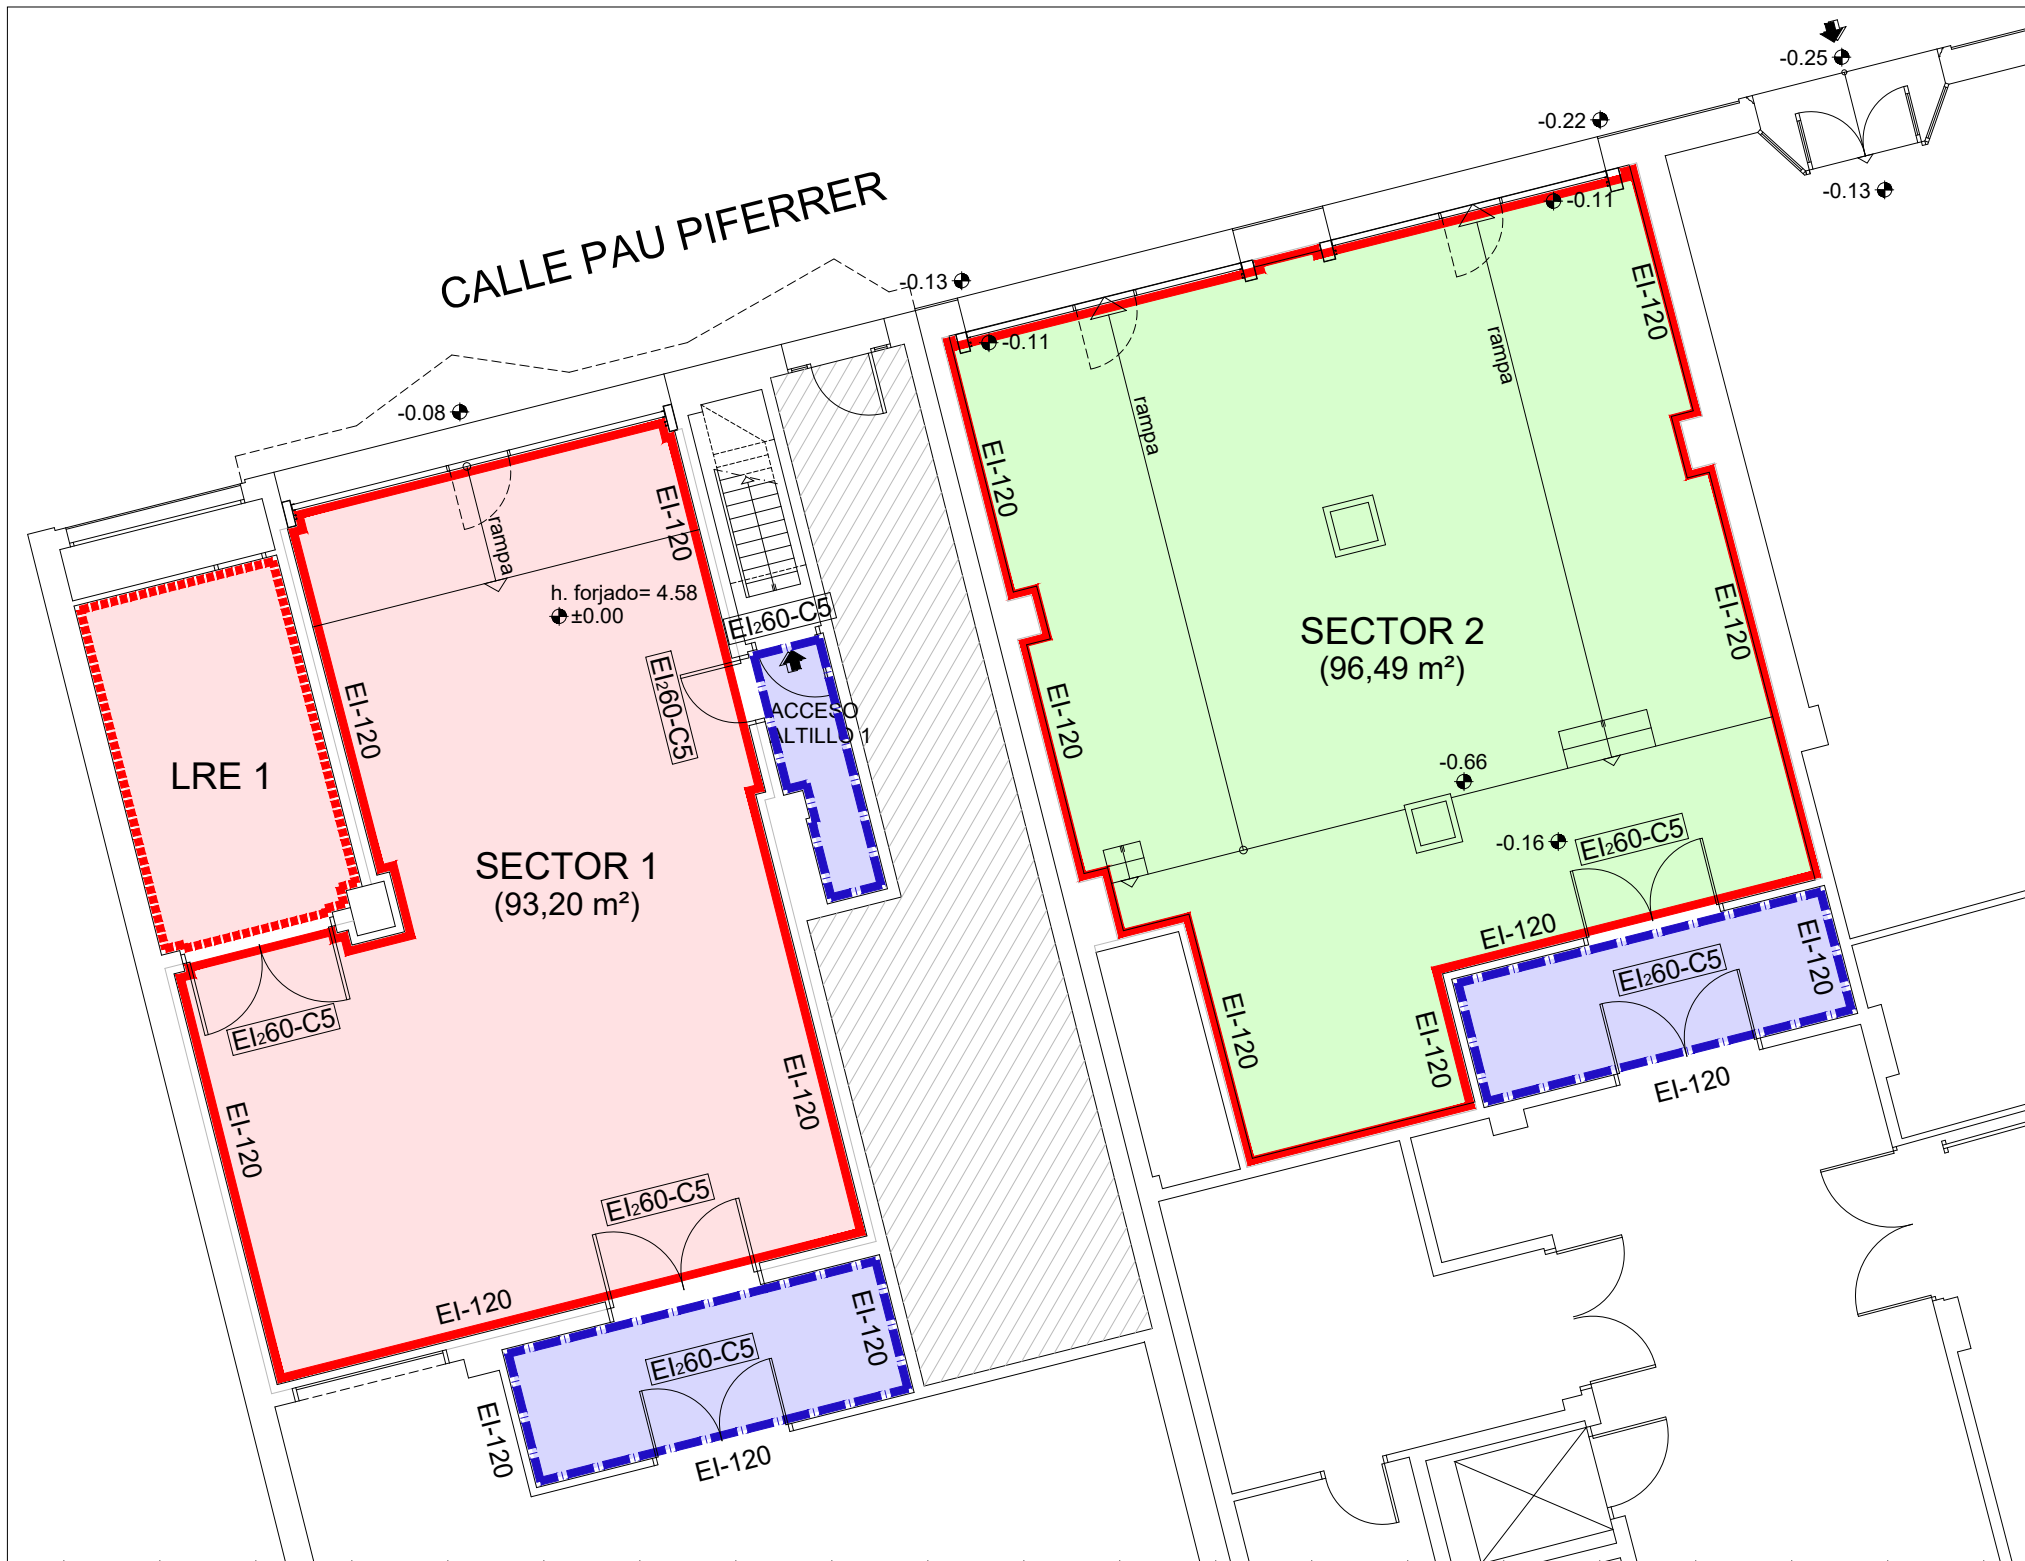 -0.25
-0.22
-0.13
CALLE PAU PIFERRER
-0.11
EI-120
-0.13
-0.11
rampa
rampa
-0.08
EI-120
EI-120
rampa
h. forjado= 4.58
±0.00
EI₂60-C5
EI-120
SECTOR 2
(96,49 m²)
EI₂60-C5
EI-120
EI-120
ACCESO
ALTILLO 1
LRE 1
-0.66
-0.16
EI₂60-C5
SECTOR 1
(93,20 m²)
EI-120
EI-120
EI₂60-C5
EI₂60-C5
EI-120
EI-120
EI-120
EI-120
EI-120
EI₂60-C5
EI-120
EI-120
EI₂60-C5
EI-120
EI-120